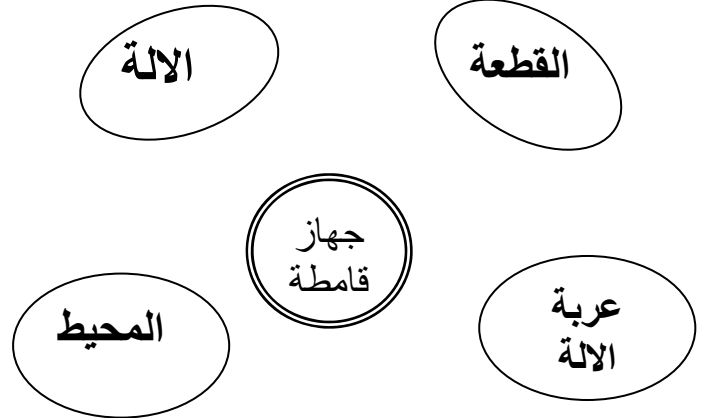 القطعة
الالة
جهاز
قامطة
عربة
الالة
المحيط